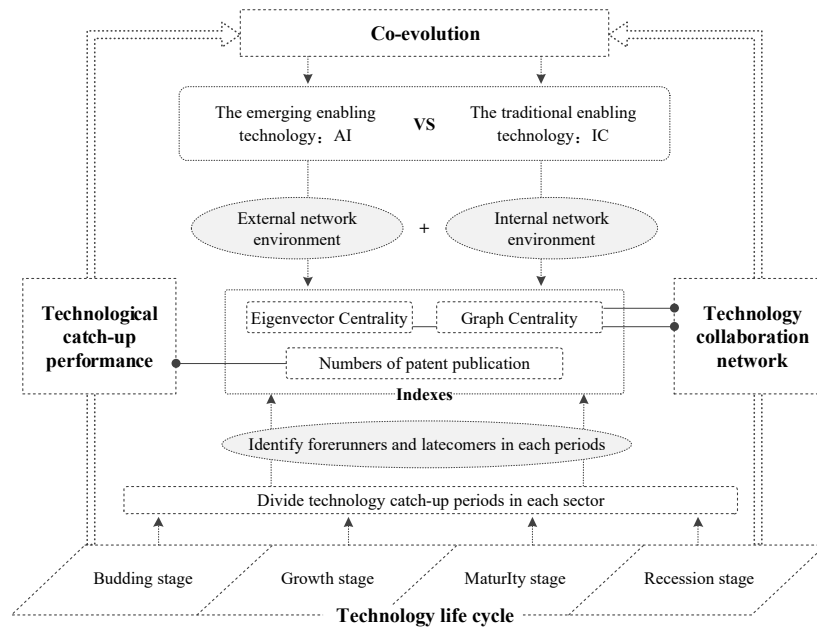 Co-evolution
The emerging enabling
technology：AI
VS
The traditional enabling
technology：IC
External network
environment
+
Internal network
environment
Technological
catch-up
performance
Eigenvector Centrality
Graph Centrality
Numbers of patent publication
Indexes
Technology
collaboration
network
Identify forerunners and latecomers in each periods
Divide technology catch-up periods in each sector
Budding stage
Growth stage
MaturIty stage
Recession stage
Technology life cycle